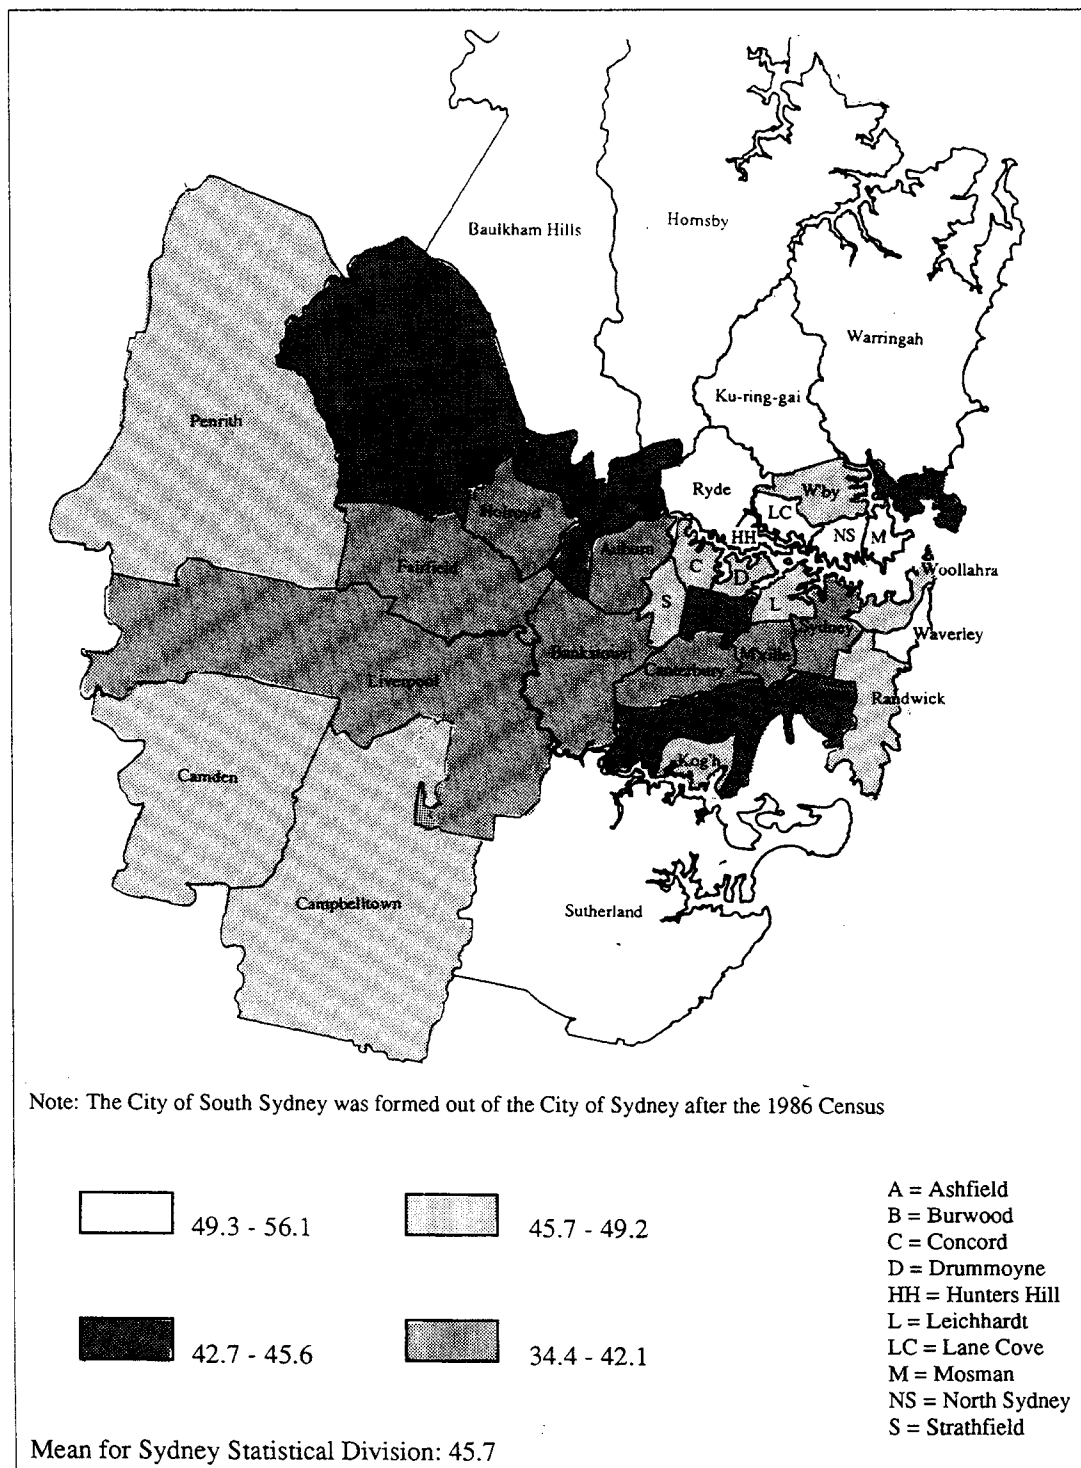 Baulkham Hills
Hornsby
Warringah
Ku-ring-gai
Penrith
Ryde
W'by
LC
Holroyd
HH
NS
M
Auburn
Fairfield
C
D
Woollahra
S
L
Sydney
Waverley
Bankstown
M'ville
Canterbury
Liverpool
Randwick
Kog'h
Camden
Campbelltown
Sutherland
Note: The City of South Sydney was formed out of the City of Sydney after the 1986 Census
49.3 - 56.1
45.7 - 49.2
42.7 - 45.6
34.4 - 42.1
A = Ashfield
B = Burwood
C = Concord
D = Drummoyne
HH = Hunters Hill
L = Leichhardt
LC = Lane Cove
M = Mosman
NS = North Sydney
S = Strathfield
Mean for Sydney Statistical Division: 45.7